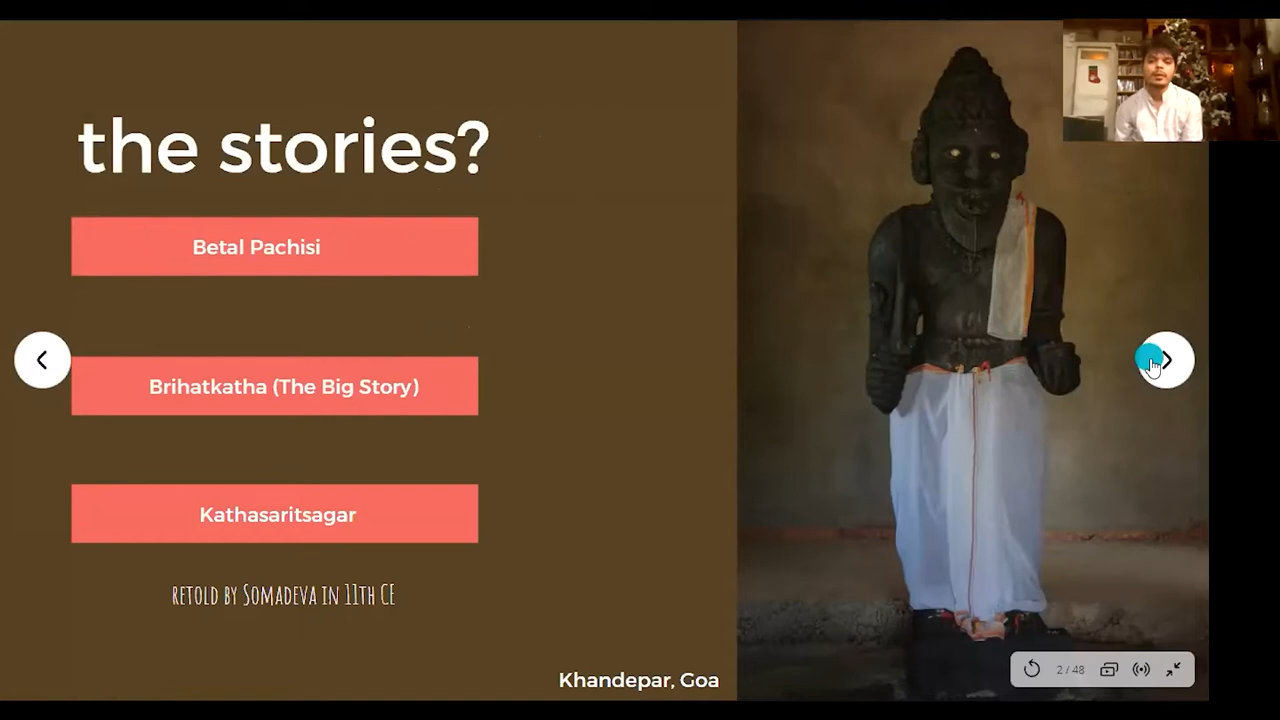 the stories?
Betal Pachisi
Brihatkatha (The Big Story)
Kathasaritsagar
RETOLD BY SOMADEVA IN 11TH CE
Khandepar, Goa
2 / 48